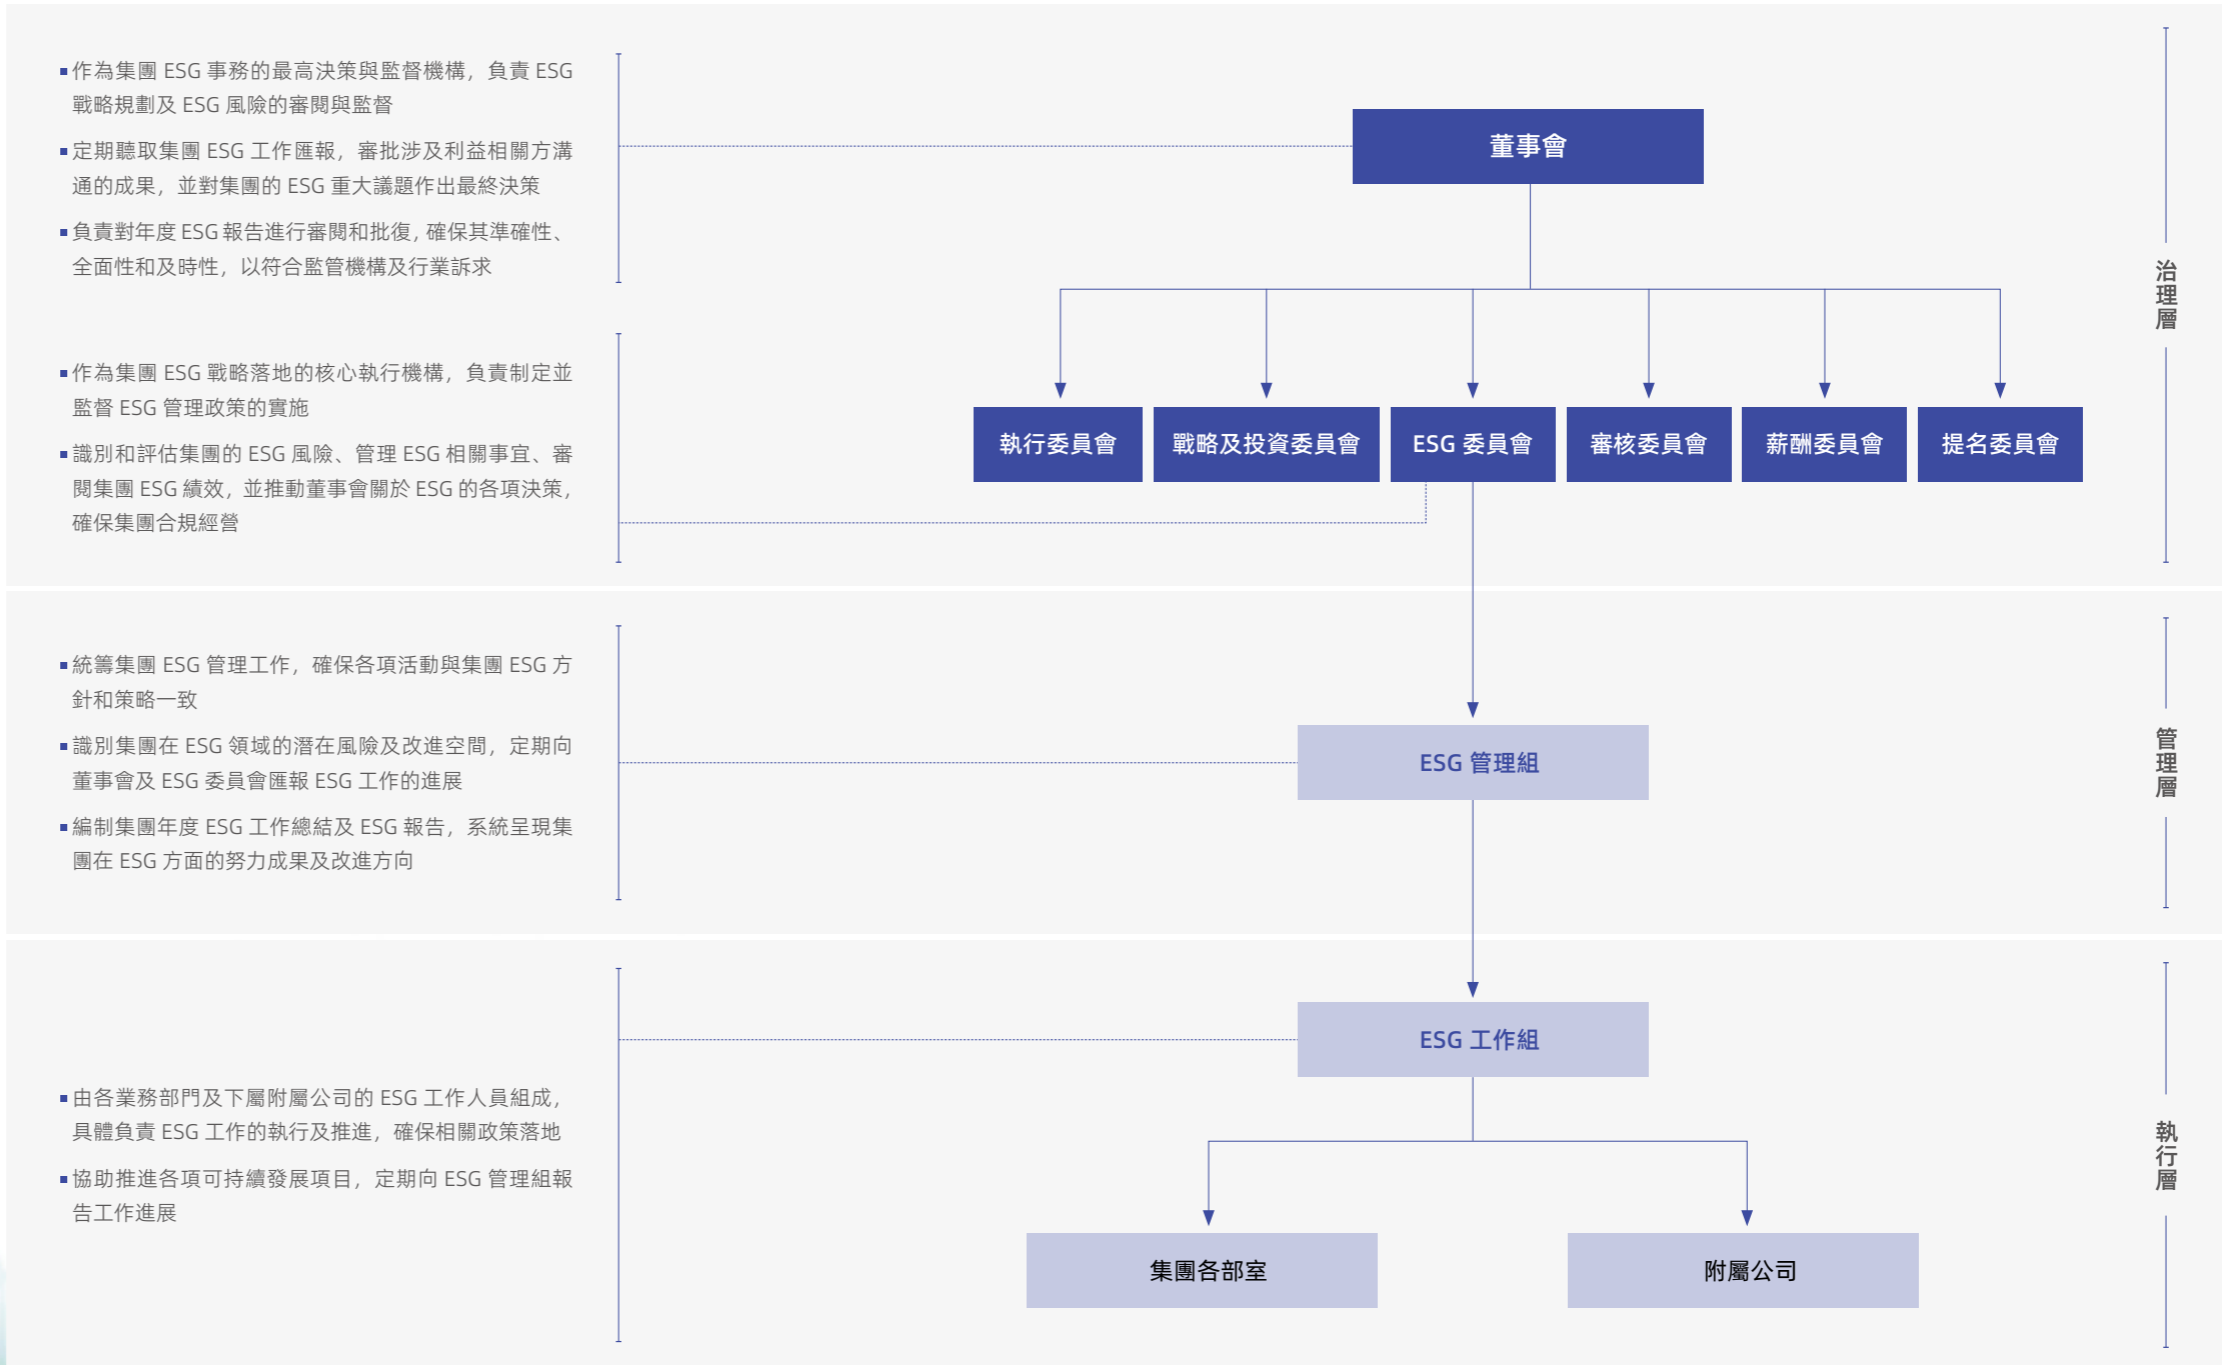 ■作為集團 ESG 事務的最高決策與監督機構，負責 ESG
戰略規劃及 ESG 風險的審閱與監督
■定期聽取集團 ESG 工作匯報，審批涉及利益相關方溝
通的成果，並對集團的 ESG 重大議題作出最終決策
■負責對年度 ESG 報告進行審閱和批復，確保其準確性、
全面性和及時性，以符合監管機構及行業訴求
董事會
治理層
■作為集團 ESG 戰略落地的核心執行機構，負責制定並
監督 ESG 管理政策的實施
■識別和評估集團的 ESG 風險、管理 ESG 相關事宜、審
閱集團 ESG 績效，並推動董事會關於 ESG 的各項決策，
確保集團合規經營
執行委員會
戰略及投資委員會
ESG 委員會
審核委員會
薪酬委員會
提名委員會
■統籌集團 ESG 管理工作，確保各項活動與集團 ESG 方
針和策略一致
■識別集團在 ESG 領域的潛在風險及改進空間，定期向
董事會及 ESG 委員會匯報 ESG 工作的進展
■編制集團年度 ESG 工作總結及 ESG 報告，系統呈現集
團在 ESG 方面的努力成果及改進方向
ESG 管理組
管理層
■由各業務部門及下屬附屬公司的 ESG 工作人員組成，
具體負責 ESG 工作的執行及推進，確保相關政策落地
■協助推進各項可持續發展項目，定期向 ESG 管理組報
告工作進展
ESG 工作組
執行層
集團各部室
附屬公司